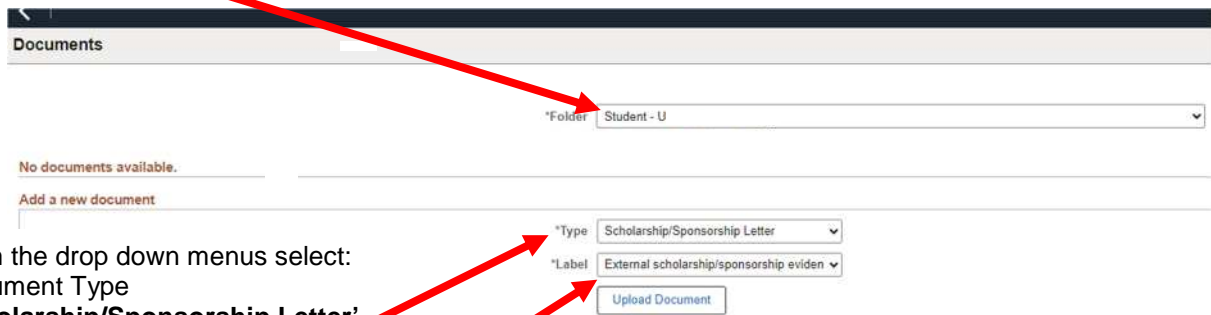 Documents
*Folder Student - U
No documents available.
Add a new document
*Type Scholarship/Sponsorship Letter
the drop down menus select:
*Label External scholarship/sponsorship eviden
ument Type
Upload Document
olarship/Sponsorship Letter’